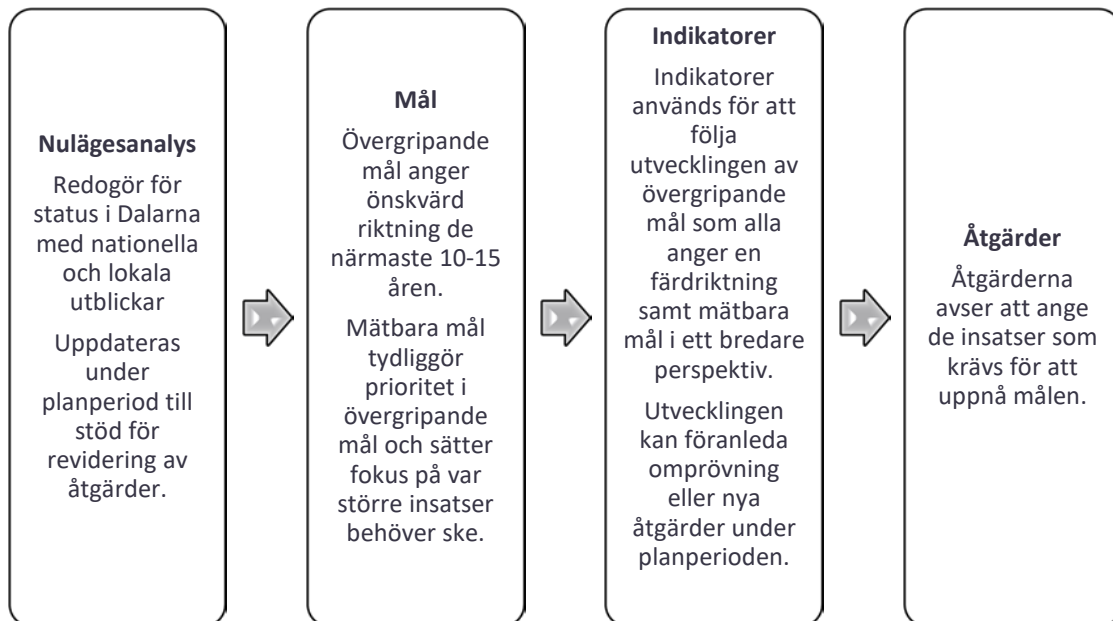 Nulägesanalys
Redogör för
status i Dalarna
med nationella
och lokala
utblickar
Uppdateras
under
planperiod till
stöd för
revidering av
åtgärder.
Mål
Övergripande
mål anger
önskvärd
riktning de
närmaste 10-15
åren.
Mätbara mål
tydliggör
prioritet i
övergripande
mål och sätter
fokus på var
större insatser
behöver ske.
Indikatorer
Indikatorer
används för att
följa
utvecklingen av
övergripande
mål som alla
anger en
färdriktning
samt mätbara
mål i ett bredare
perspektiv.
Utvecklingen
kan föranleda
omprövning
eller nya
åtgärder under
planperioden.
Åtgärder
Åtgärderna
avser att ange
de insatser som
krävs för att
uppnå målen.